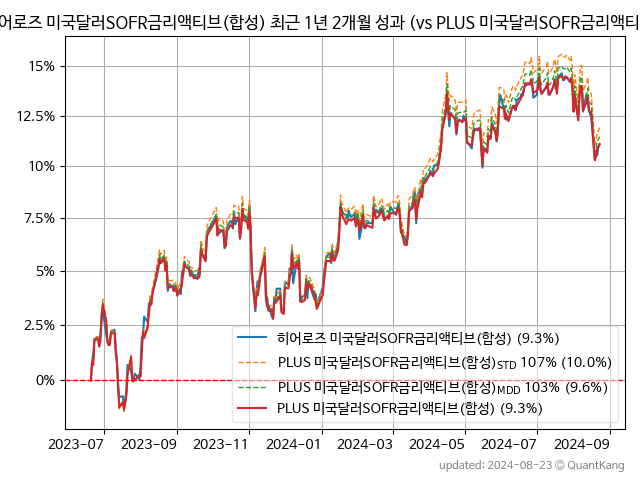 어로즈 미국달러SOFR금리액티브(합성) 최근 1년 2개월 성과 (vs PLUS 미국달러SOFR금리액티
15%
12.5%
10%
7.5%
5%
2.5%
0%
히어로즈 미국달러SOFR금리액티브(합성) (9.3%)
PLUS 미국달러SOFR금리액티브(합성)STD 107% (10.0%)
PLUS 미국달러SOFR금리액티브(합성)MDD 103% (9.6%)
PLUS 미국달러SOFR금리액티브(합성) (9.3%)
2023-07 2023-09 2023-11 2024-01 2024-03 2024-05 2024-07 2024-09
updated: 2024-08-23 © QuantKang